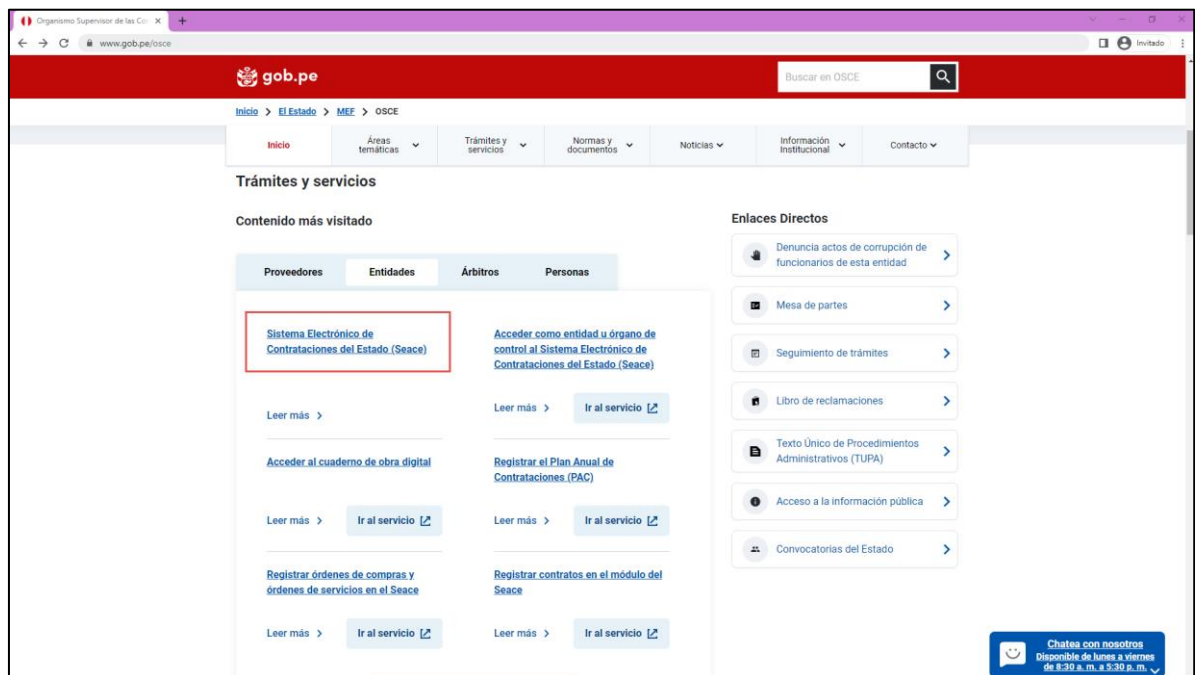 Organismo Supervisor de las Co
www.gob.pe/osce
Invitado
gob.pe
Buscar en OSCE
Inicio > El Estado > MEF > OSCE
Inicio
Áreas
temáticas
Trámites y
servicios
Normas y
documentos
Noticias
Información
Institucional
Contacto
Trámites y servicios
Contenido más visitado
Proveedores
Entidades
Árbitros
Personas
Sistema Electrónico de
Contrataciones del Estado (Seace)
Leer más >
Acceder como entidad u órgano de
control al Sistema Electrónico de
Contrataciones del Estado (Seace)
Leer más >
Ir al servicio
Acceder al cuaderno de obra digital
Leer más >
Ir al servicio
Registrar el Plan Anual de
Contrataciones (PAC)
Leer más >
Ir al servicio
Registrar órdenes de compras y
órdenes de servicios en el Seace
Leer más >
Ir al servicio
Registrar contratos en el módulo del
Seace
Leer más >
Ir al servicio
Enlaces Directos
Denuncia actos de corrupción de
funcionarios de esta entidad
Mesa de partes
Seguimiento de trámites
Libro de reclamaciones
Texto Único de Procedimientos
Administrativos (TUPA)
Acceso a la información pública
Convocatorias del Estado
Chatea con nosotros
Disponible de lunes a viernes
de 8:30 a. m. a 5:30 p. m.